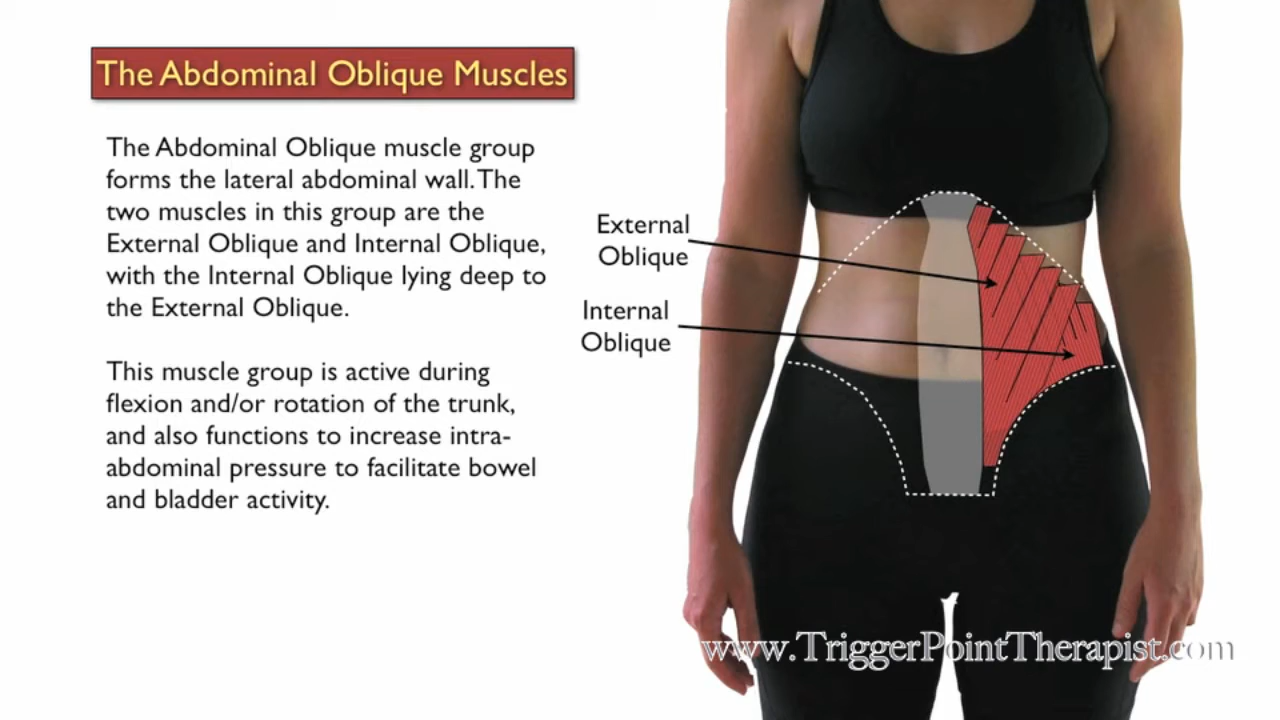 The Abdominal Oblique Muscles
The Abdominal Oblique muscle group
forms the lateral abdominal wall. The
two muscles in this group are the
External Oblique and Internal Oblique,
with the Internal Oblique lying deep to
the External Oblique.
This muscle group is active during
flexion and/or rotation of the trunk,
and also functions to increase intra-
abdominal pressure to facilitate bowel
and bladder activity.
External
Oblique
Internal
Oblique
www.TriggerPointTherapist.com